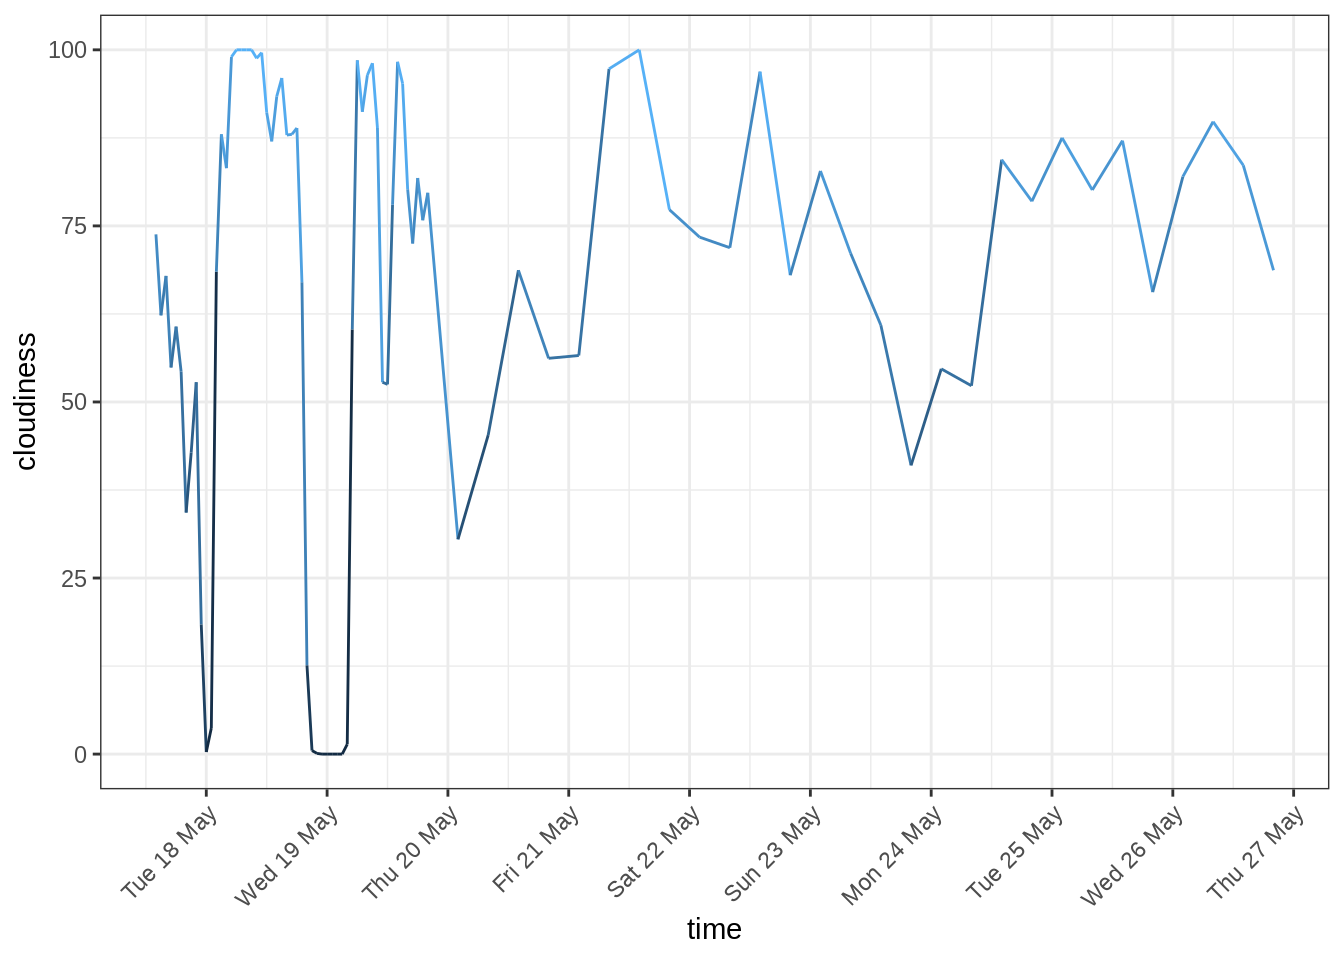 100
75
50
25
0
cloudiness
Tue 18 May
Wed 19 May
Thu 20 May
Fri 21 May
Sat 22 May
Sun 23 May
Mon 24 May
Tue 25 May
Wed 26 May
Thu 27 May
time